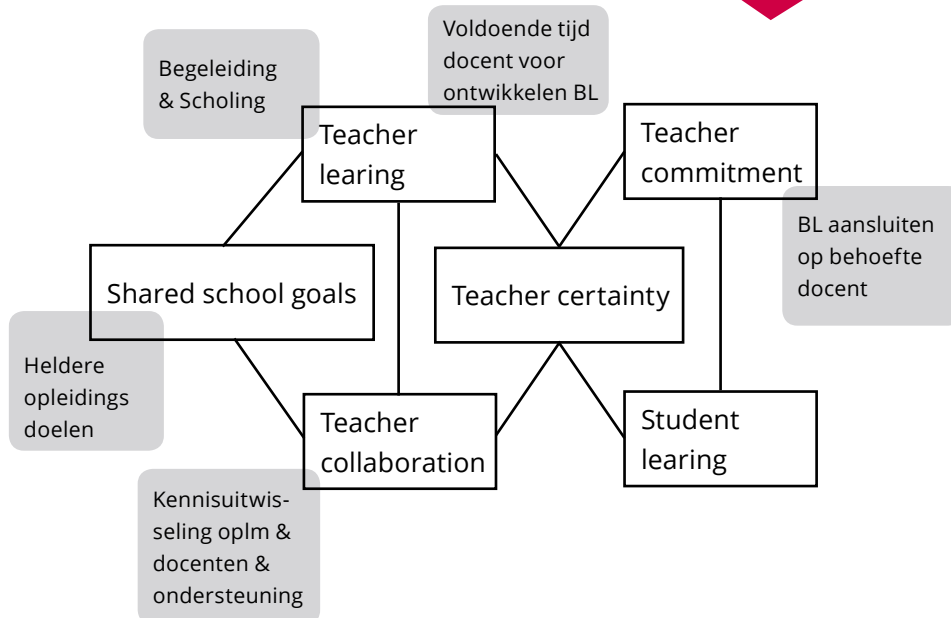 Voldoende tijd
docent voor
ontwikkelen BL
Begeleiding
& Scholing
Teacher
learing
Teacher
commitment
BL aansluiten
op behoefte
docent
Shared school goals
Teacher certainty
Heldere
opleidings
doelen
Teacher
collaboration
Student
learing
Kennisuitwis-
seling oplm &
docenten &
ondersteuning